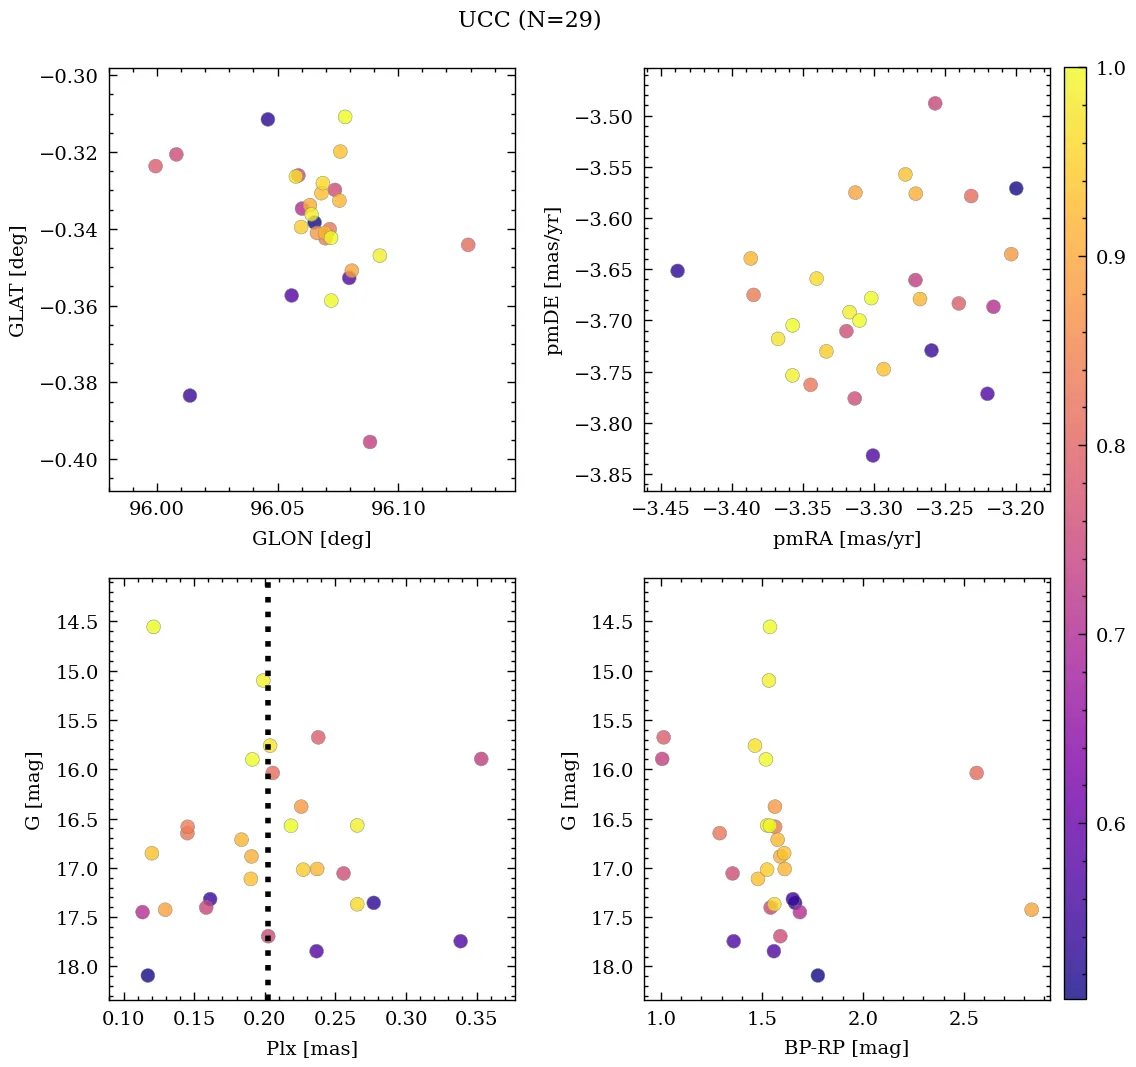 UCC (N=29)
−0.30
−0.32
−0.34
−0.36
−0.38
−0.40
GLAT [deg]
96.00 96.05 96.10
GLON [deg]
−3.50
−3.55
−3.60
−3.65
−3.70
−3.75
−3.80
−3.85
pmDE [mas/yr]
−3.45 −3.40 −3.35 −3.30 −3.25 −3.20
pmRA [mas/yr]
1.0
0.9
0.8
0.7
0.6
14.5
15.0
15.5
16.0
16.5
17.0
17.5
18.0
G [mag]
0.10 0.15 0.20 0.25 0.30 0.35
Plx [mas]
14.5
15.0
15.5
16.0
16.5
17.0
17.5
18.0
G [mag]
1.0 1.5 2.0 2.5
BP-RP [mag]